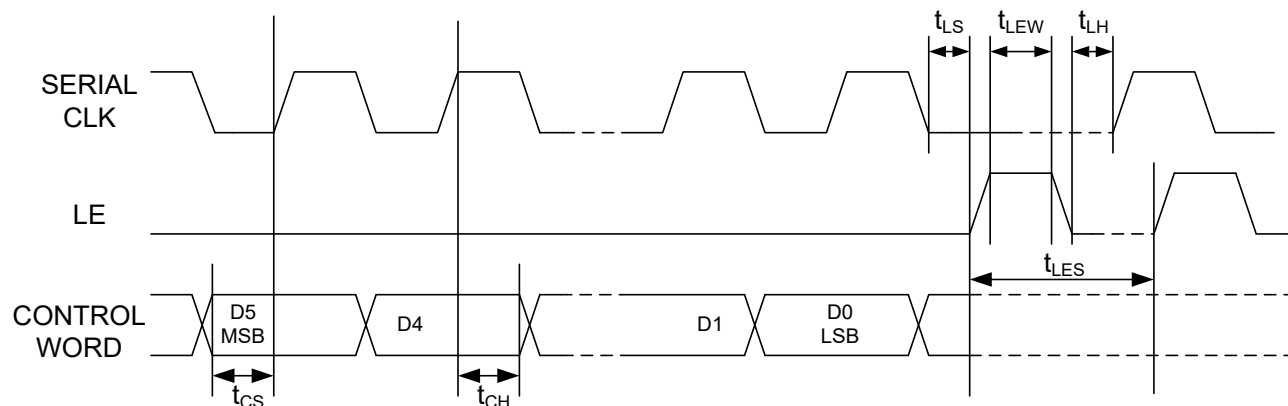 tLS
tLEW
tLH
SERIAL
CLK
LE
tLES
CONTROL
WORD
D5
MSB
D4
D1
D0
LSB
tCS
tCH